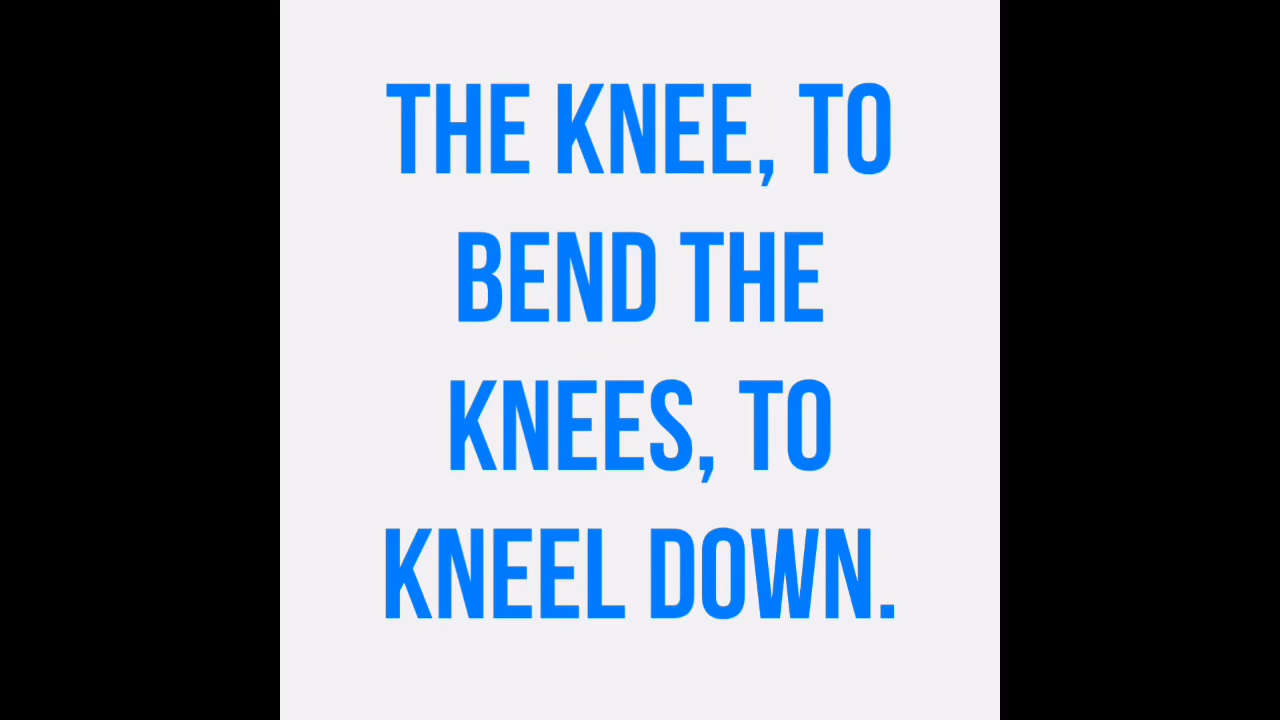 THE KNEE, TO
BEND THE
KNEES, TO
KNEEL DOWN.